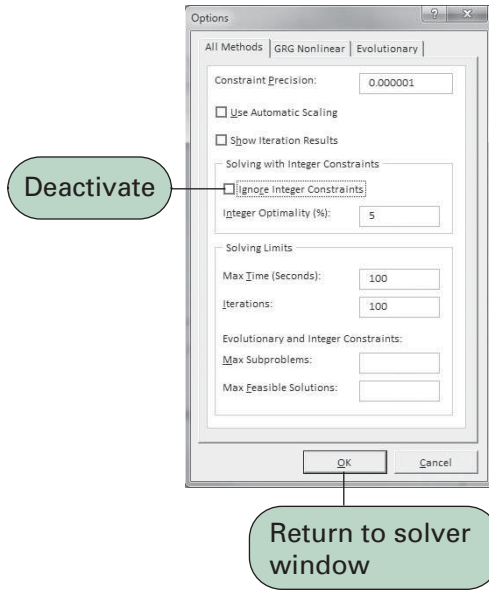 Options
All Methods GRG Nonlinear Evolutionary
Constraint Precision: 0.000001
Use Automatic Scaling
Show Iteration Results
Solving with Integer Constraints
Deactivate
Ignore Integer Constraints
Integer Optimality (%): 5
Solving Limits
Max Time (Seconds): 100
Iterations: 100
Evolutionary and Integer Constraints:
Max Subproblems:
Max Feasible Solutions:
OK Cancel
Return to solver
window